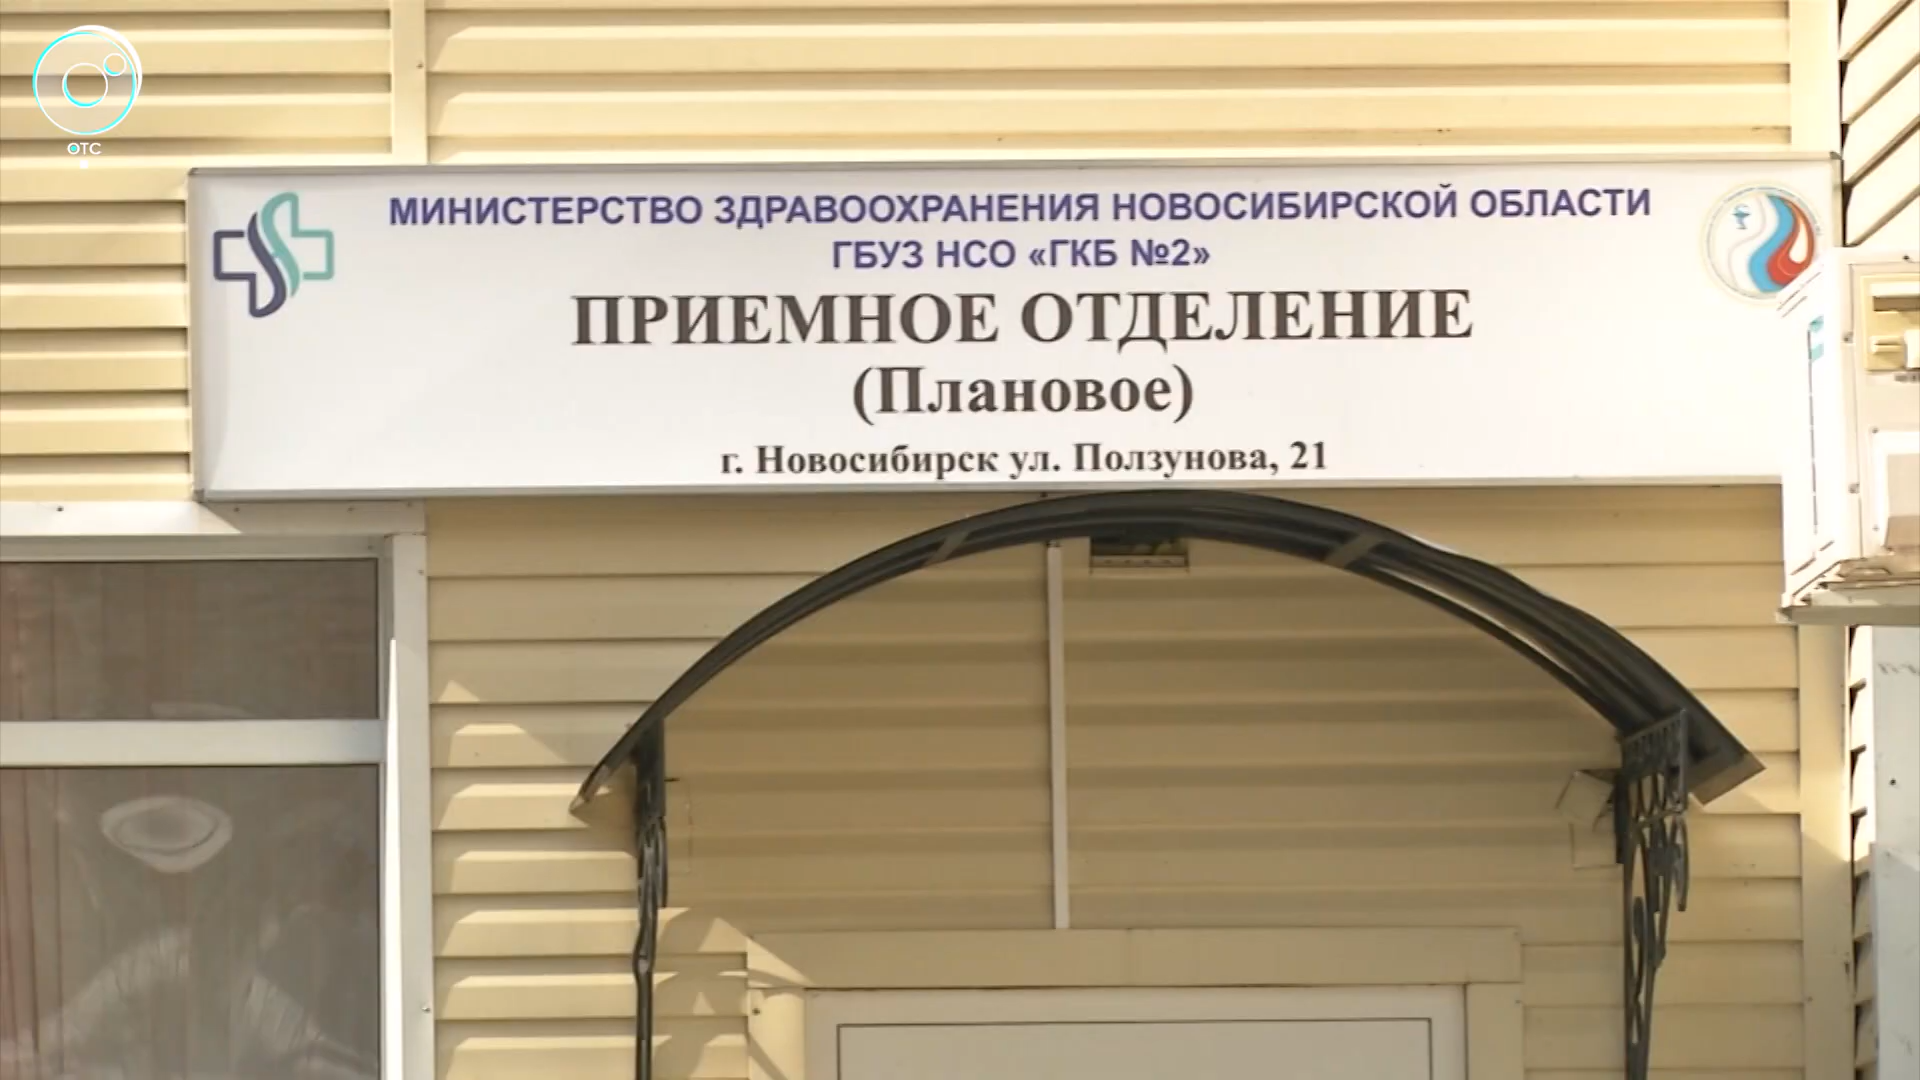 ОТС
МИНИСТЕРСТВО ЗДРАВООХРАНЕНИЯ НОВОСИБИРСКОЙ ОБЛАСТИ
ГБУЗ НСО «ГКБ №2»
ПРИЕМНОЕ ОТДЕЛЕНИЕ
(Плановое)
г. Новосибирск ул. Ползунова, 21